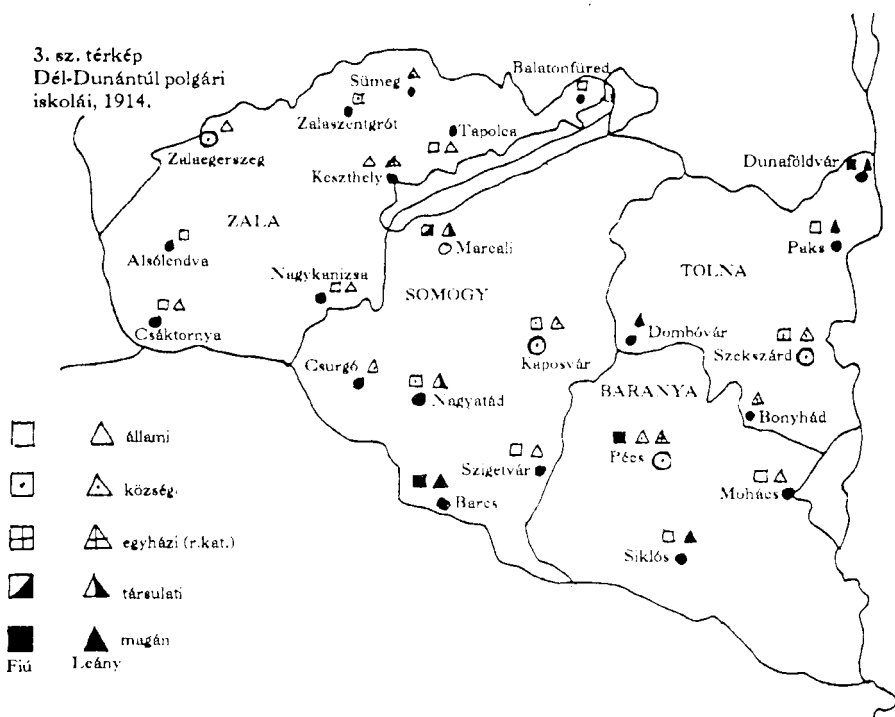 3. sz. térkép
Dél-Dunántúl polgári
iskolái, 1914.
Sümeg
Balatonfüred
Zalaszentgrót
Tapolca
Zalaegerszeg
Keszthely
Dunaföldvár
ZALA
Marcali
Paks
Alsólendva
TOLNA
Nagykanizsa
SOMOGY
Csáktornya
Dombóvár
Kaposvár
Szekszárd
Csurgó
BARANYA
Nagyatád
Bonyhád
állami
Pécs
Szigetvár
község
Mohács
Barcs
egyházi (r.kat.)
Siklós
társulati
magán
Fiú Leány